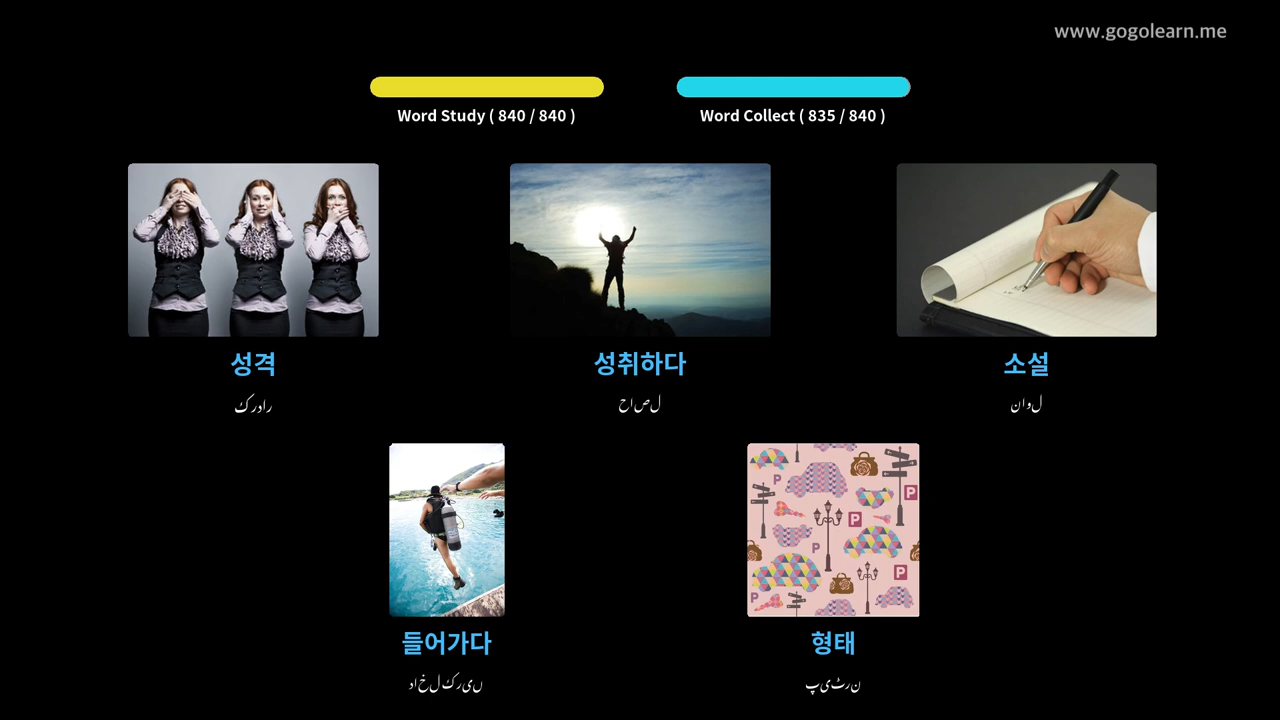 www.gogolearn.me
Word Study ( 840 / 840 )
Word Collect ( 835 / 840 )
성격
کردار
성취하다
حاصل
소설
ناول
들어가다
داخل کریں
형태
پیٹرن